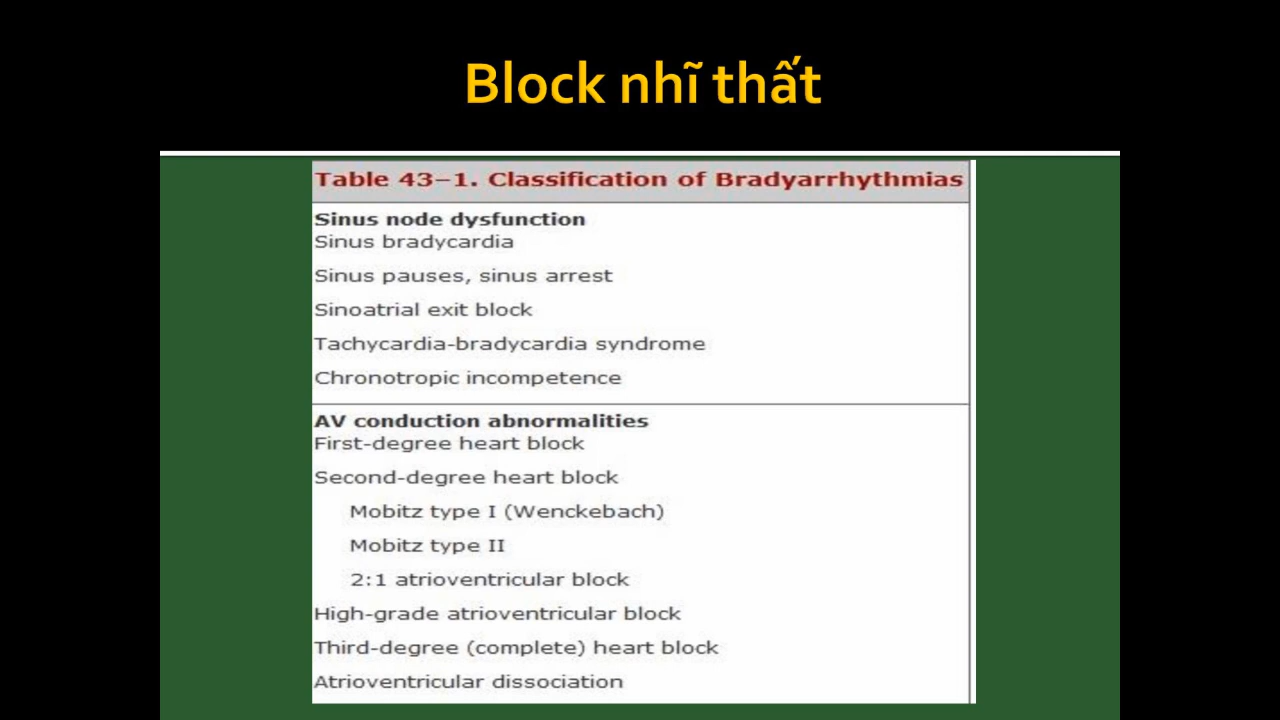 Block nhĩ thất
Table 43–1. Classification of Bradyarrhythmias
Sinus node dysfunction
Sinus bradycardia
Sinus pauses, sinus arrest
Sinoatrial exit block
Tachycardia-bradycardia syndrome
Chronotropic incompetence
AV conduction abnormalities
First-degree heart block
Second-degree heart block
Mobitz type I (Wenckebach)
Mobitz type II
2:1 atrioventricular block
High-grade atrioventricular block
Third-degree (complete) heart block
Atrioventricular dissociation